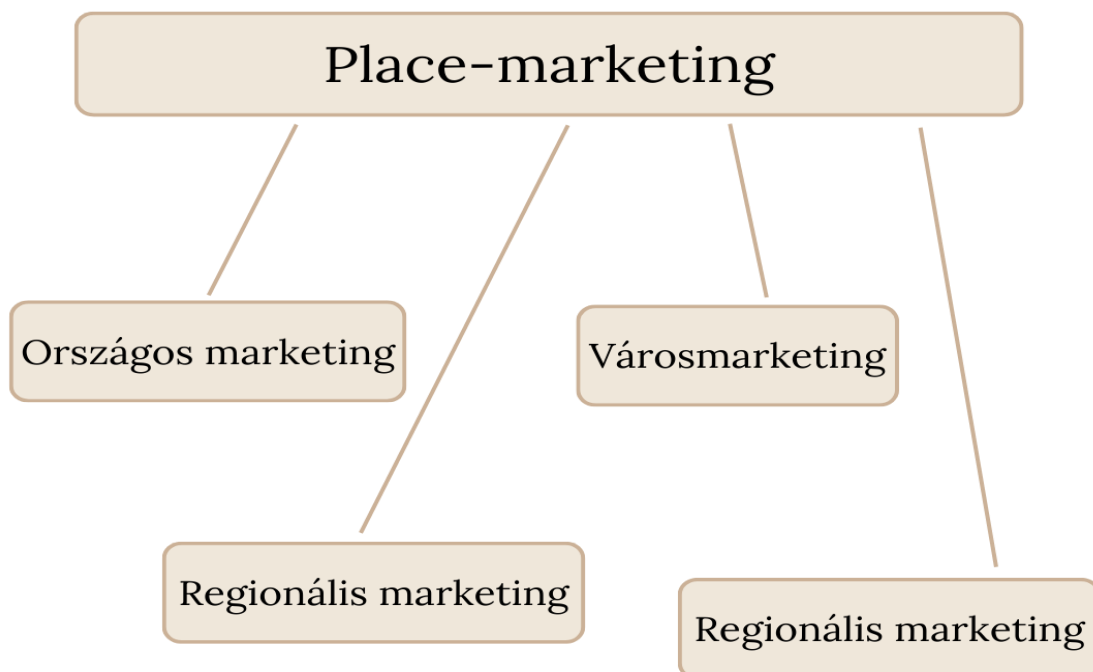 Place-marketing
Országos marketing
Városmarketing
Regionális marketing
Regionális marketing